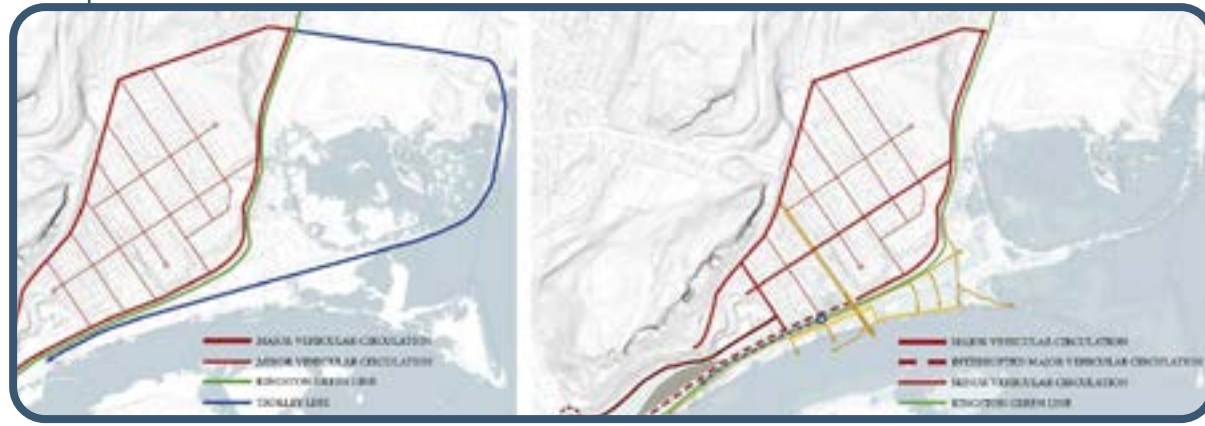 MAJOR VEHICULAR CIRCULATION
MINOR VEHICULAR CIRCULATION
KINGSTON GREEN LINE
TROLLEY LINE
MAJOR VEHICULAR CIRCULATION
INTERRUPTED MAJOR VEHICULAR CIRCULATION
MINOR VEHICULAR CIRCULATION
KINGSTON GREEN LINE